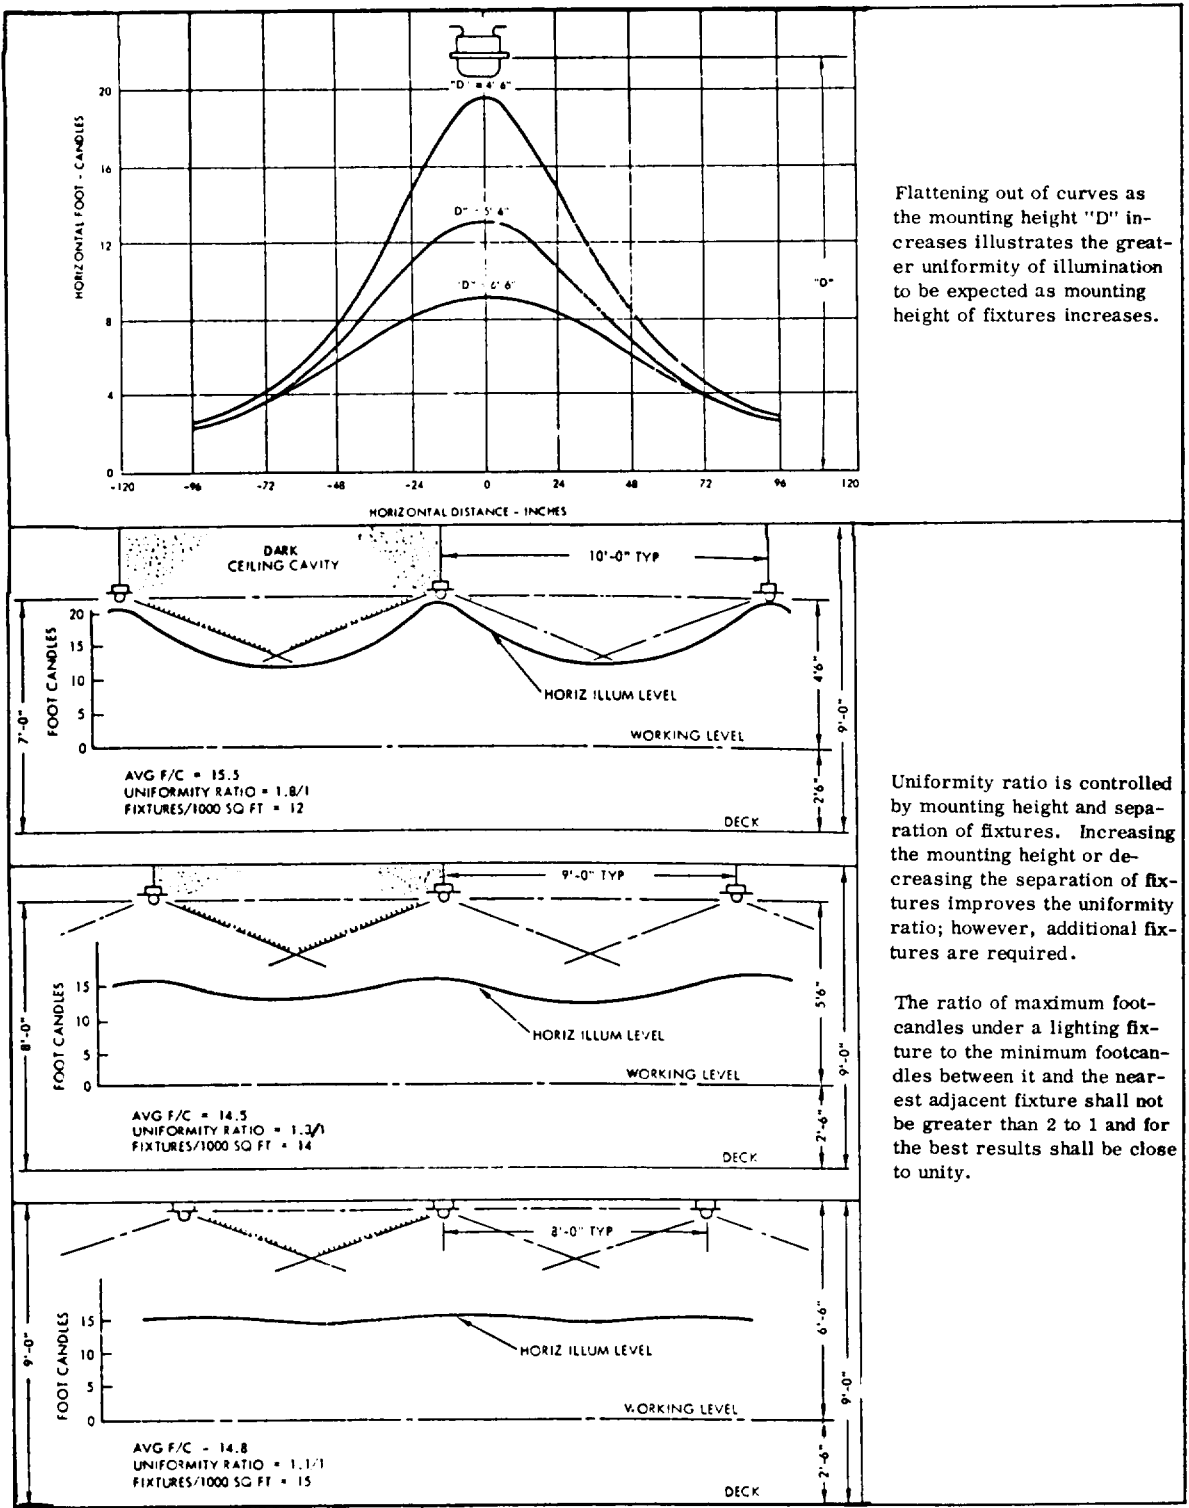 "D" = 4' 6"
20
16
12
8
4
0
HORIZONTAL FOOT - CANDLES
D" - 5' 6"
"D" = 6' 6"
"D"
-120 -96 -72 -48 -24 0 24 48 72 96 120
HORIZONTAL DISTANCE - INCHES
Flattening out of curves as
the mounting height "D" in-
creases illustrates the great-
er uniformity of illumination
to be expected as mounting
height of fixtures increases.
DARK
CEILING CAVITY
10'-0" TYP
20
15
10
5
0
FOOT CANDLES
7'-0"
HORIZ ILLUM LEVEL
WORKING LEVEL
4'6"
9'-0"
2'6"
AVG F/C = 15.5
UNIFORMITY RATIO = 1.8/1
FIXTURES/1000 SQ FT = 12
DECK
9'-0" TYP
15
10
5
0
FOOT CANDLES
8'-0"
HORIZ ILLUM LEVEL
WORKING LEVEL
5'6"
9'-0"
2'-6"
AVG F/C = 14.5
UNIFORMITY RATIO = 1.3/1
FIXTURES/1000 SQ FT = 14
DECK
8'-0" TYP
15
10
5
0
FOOT CANDLES
9'-0"
HORIZ ILLUM LEVEL
WORKING LEVEL
6'-6"
9'-0"
2'-6"
AVG F/C - 14.8
UNIFORMITY RATIO = 1.1/1
FIXTURES/1000 SQ FT = 15
DECK
Uniformity ratio is controlled
by mounting height and sepa-
ration of fixtures. Increasing
the mounting height or de-
creasing the separation of fix-
tures improves the uniformity
ratio; however, additional fix-
tures are required.
The ratio of maximum foot-
candles under a lighting fix-
ture to the minimum footcan-
dles between it and the near-
est adjacent fixture shall not
be greater than 2 to 1 and for
the best results shall be close
to unity.